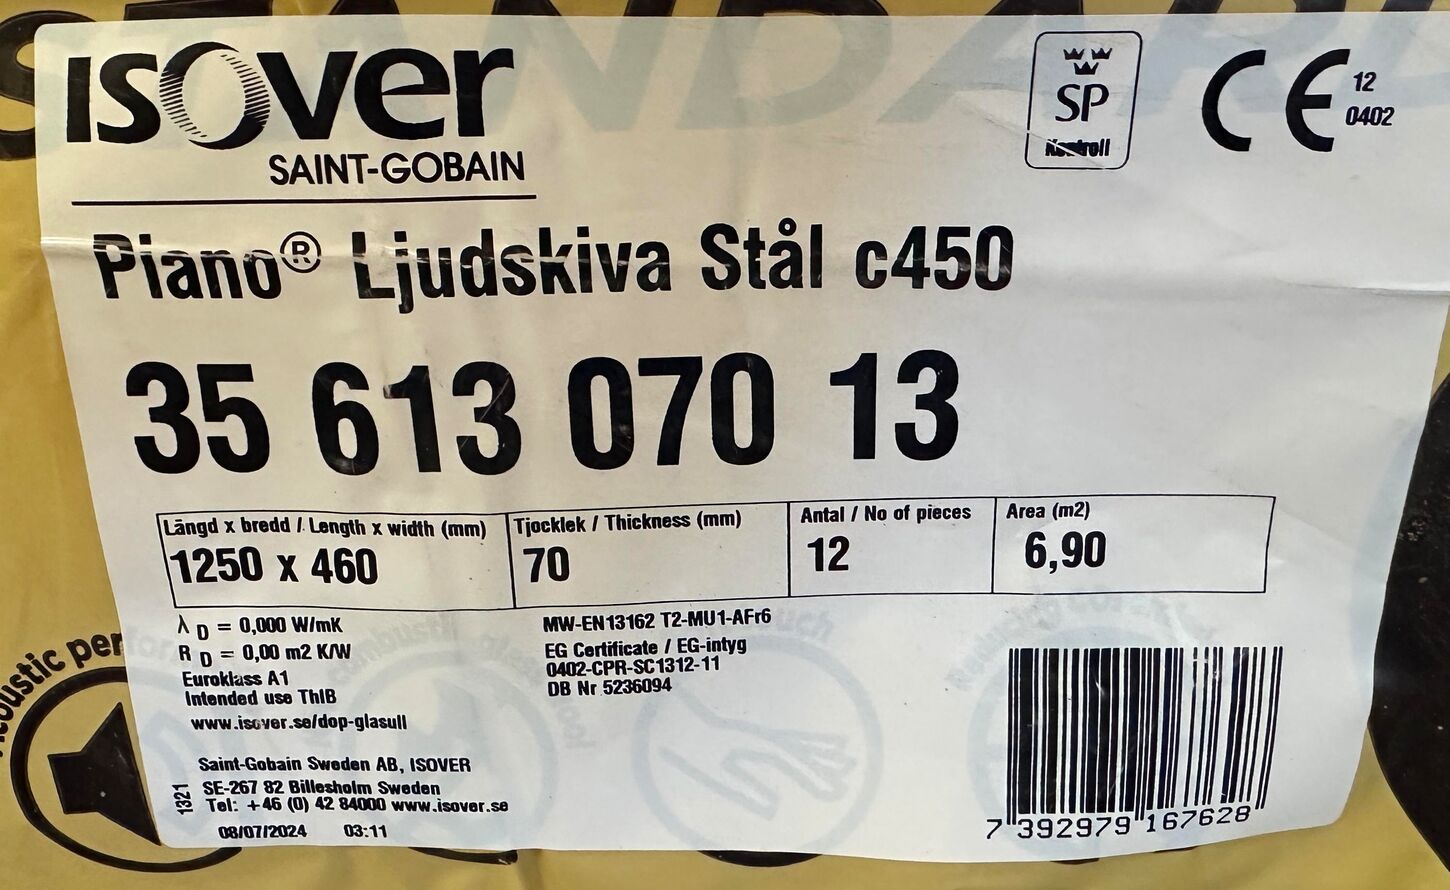 STANDARD
ISOVER
SAINT-GOBAIN
SP
Kontroll
CE
12
0402
Piano® Ljudskiva Stål c450
35 613 070 13
Längd x bredd / Length x width (mm)
1250 x 460
Tjocklek / Thickness (mm)
70
Antal / No of pieces
12
Area (m2)
6,90
λ D = 0,000 W/mK
R D = 0,00 m2 K/W
Euroklass A1
Intended use ThIB
www.isover.se/dop-glasull
MW-EN13162 T2-MU1-AFr6
EG Certificate / EG-intyg
0402-CPR-SC1312-11
DB Nr 5236094
Saint-Gobain Sweden AB, ISOVER
SE-267 82 Billesholm Sweden
Tel: +46 (0) 42 84000 www.isover.se
1321
08/07/2024 03:11
7 392979 167628